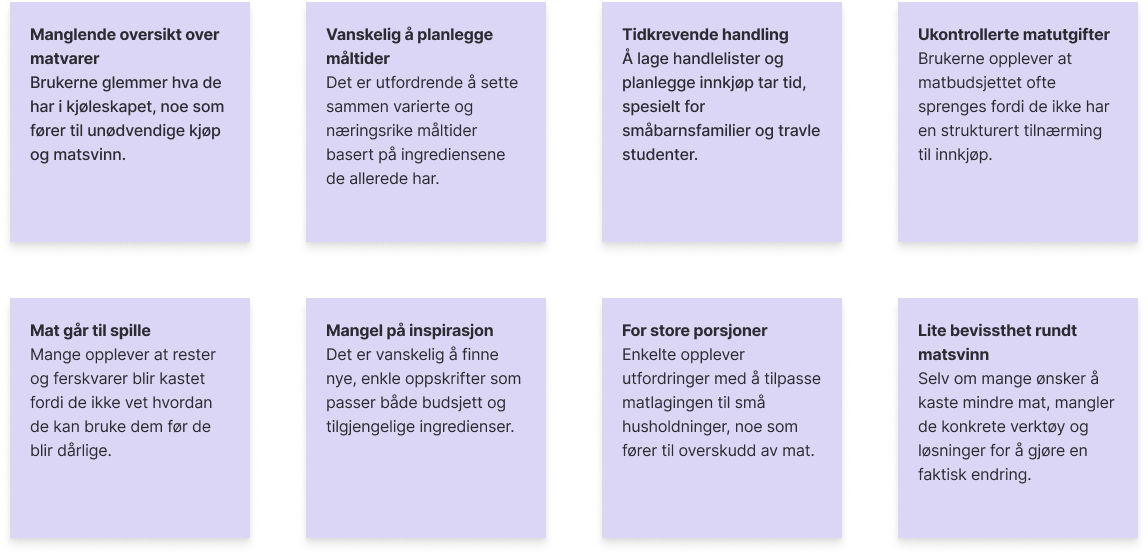 Manglende oversikt over
matvarer
Brukerne glemmer hva de
har i kjøleskapet, noe som
fører til unødvendige kjøp
og matsvinn.
Vanskelig å planlegge
måltider
Det er utfordrende å sette
sammen varierte og
næringsrike måltider
basert på ingrediensene
de allerede har.
Tidkrevende handling
Å lage handlelister og
planlegge innkjøp tar tid,
spesielt for
småbarnsfamilier og travle
studenter.
Ukontrollerte matutgifter
Brukerne opplever at
matbudsjettet ofte
sprenges fordi de ikke har
en strukturert tilnærming
til innkjøp.
Mat går til spille
Mange opplever at rester
og ferskvarer blir kastet
fordi de ikke vet hvordan
de kan bruke dem før de
blir dårlige.
Mangel på inspirasjon
Det er vanskelig å finne
nye, enkle oppskrifter som
passer både budsjett og
tilgjengelige ingredienser.
For store porsjoner
Enkelte opplever
utfordringer med å tilpasse
matlagingen til små
husholdninger, noe som
fører til overskudd av mat.
Lite bevissthet rundt
matsvinn
Selv om mange ønsker å
kaste mindre mat, mangler
de konkrete verktøy og
løsninger for å gjøre en
faktisk endring.